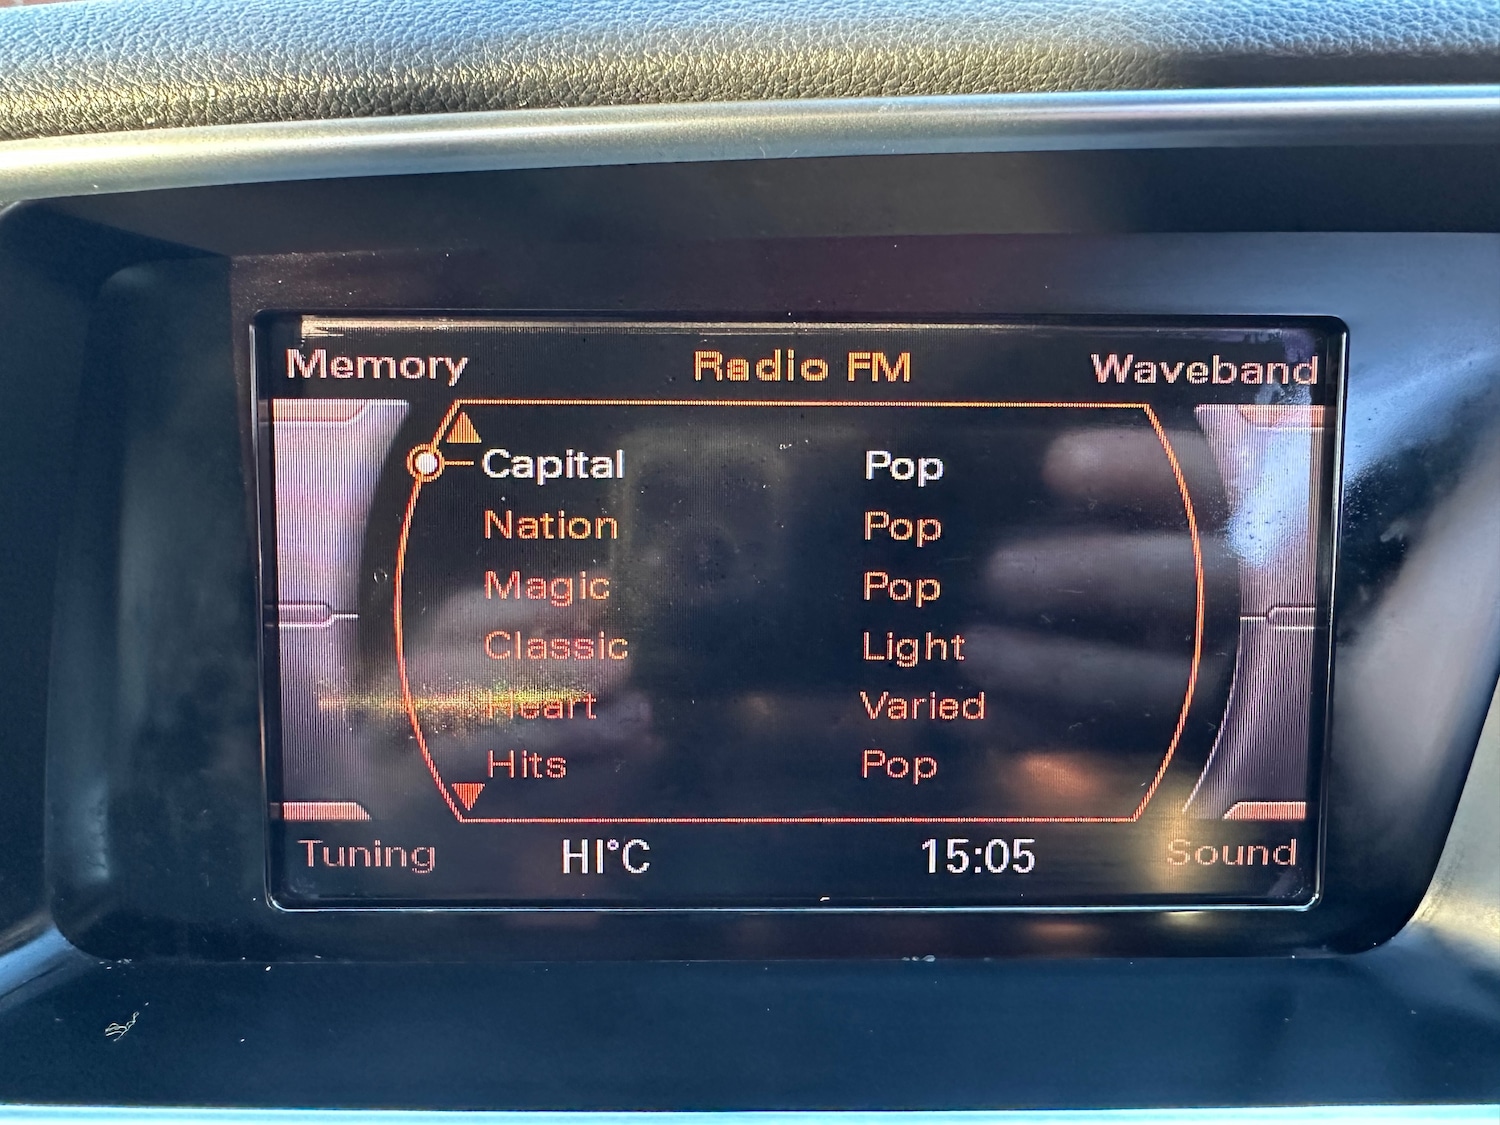 Memory Radio FM Waveband
Capital Pop
Nation Pop
Magic Pop
Classic Light
Heart Varied
Hits Pop
Tuning HI°C 15:05 Sound